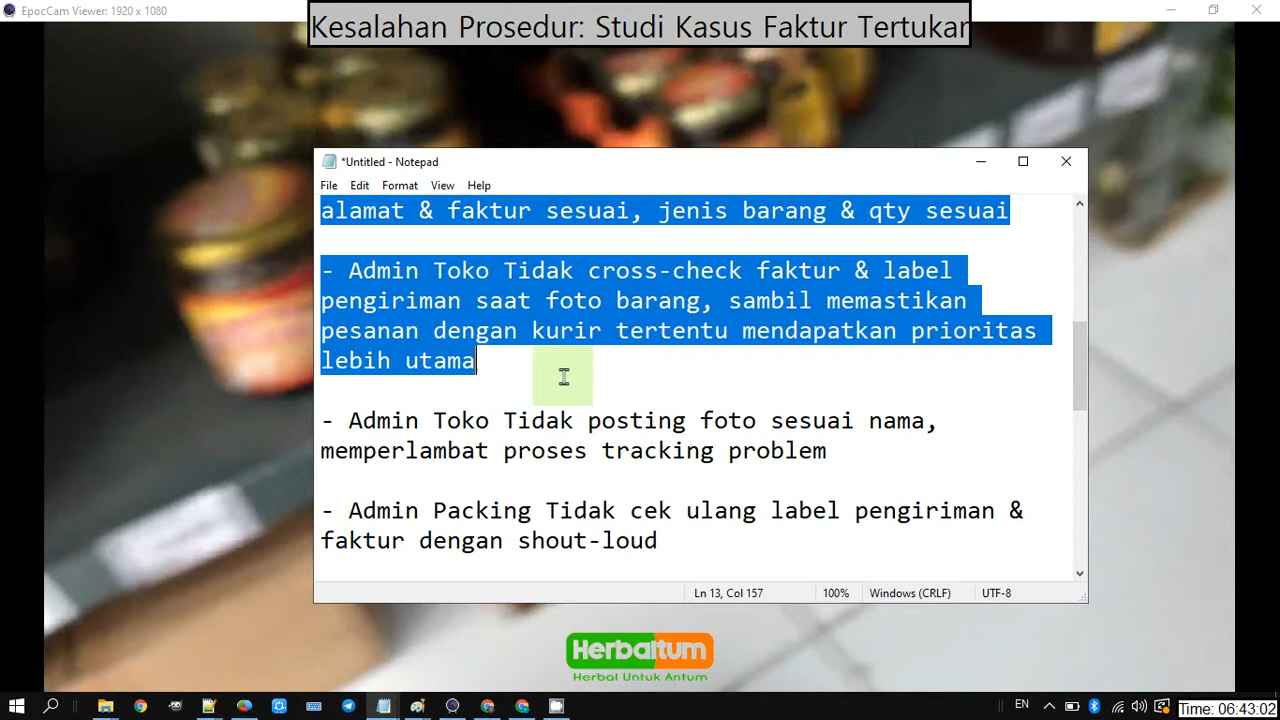 EpocCam Viewer: 1920 x 1080
Kesalahan Prosedur: Studi Kasus Faktur Tertukar
*Untitled - Notepad
File Edit Format View Help
alamat & faktur sesuai, jenis barang & qty sesuai
- Admin Toko Tidak cross-check faktur & label
pengiriman saat foto barang, sambil memastikan
pesanan dengan kurir tertentu mendapatkan prioritas
lebih utama
- Admin Toko Tidak posting foto sesuai nama,
memperlambat proses tracking problem
- Admin Packing Tidak cek ulang label pengiriman &
faktur dengan shout-loud
Ln 13, Col 157 100% Windows (CRLF) UTF-8
Herbaltum
Herbal Untuk Antum
EN
Time: 06:43:02